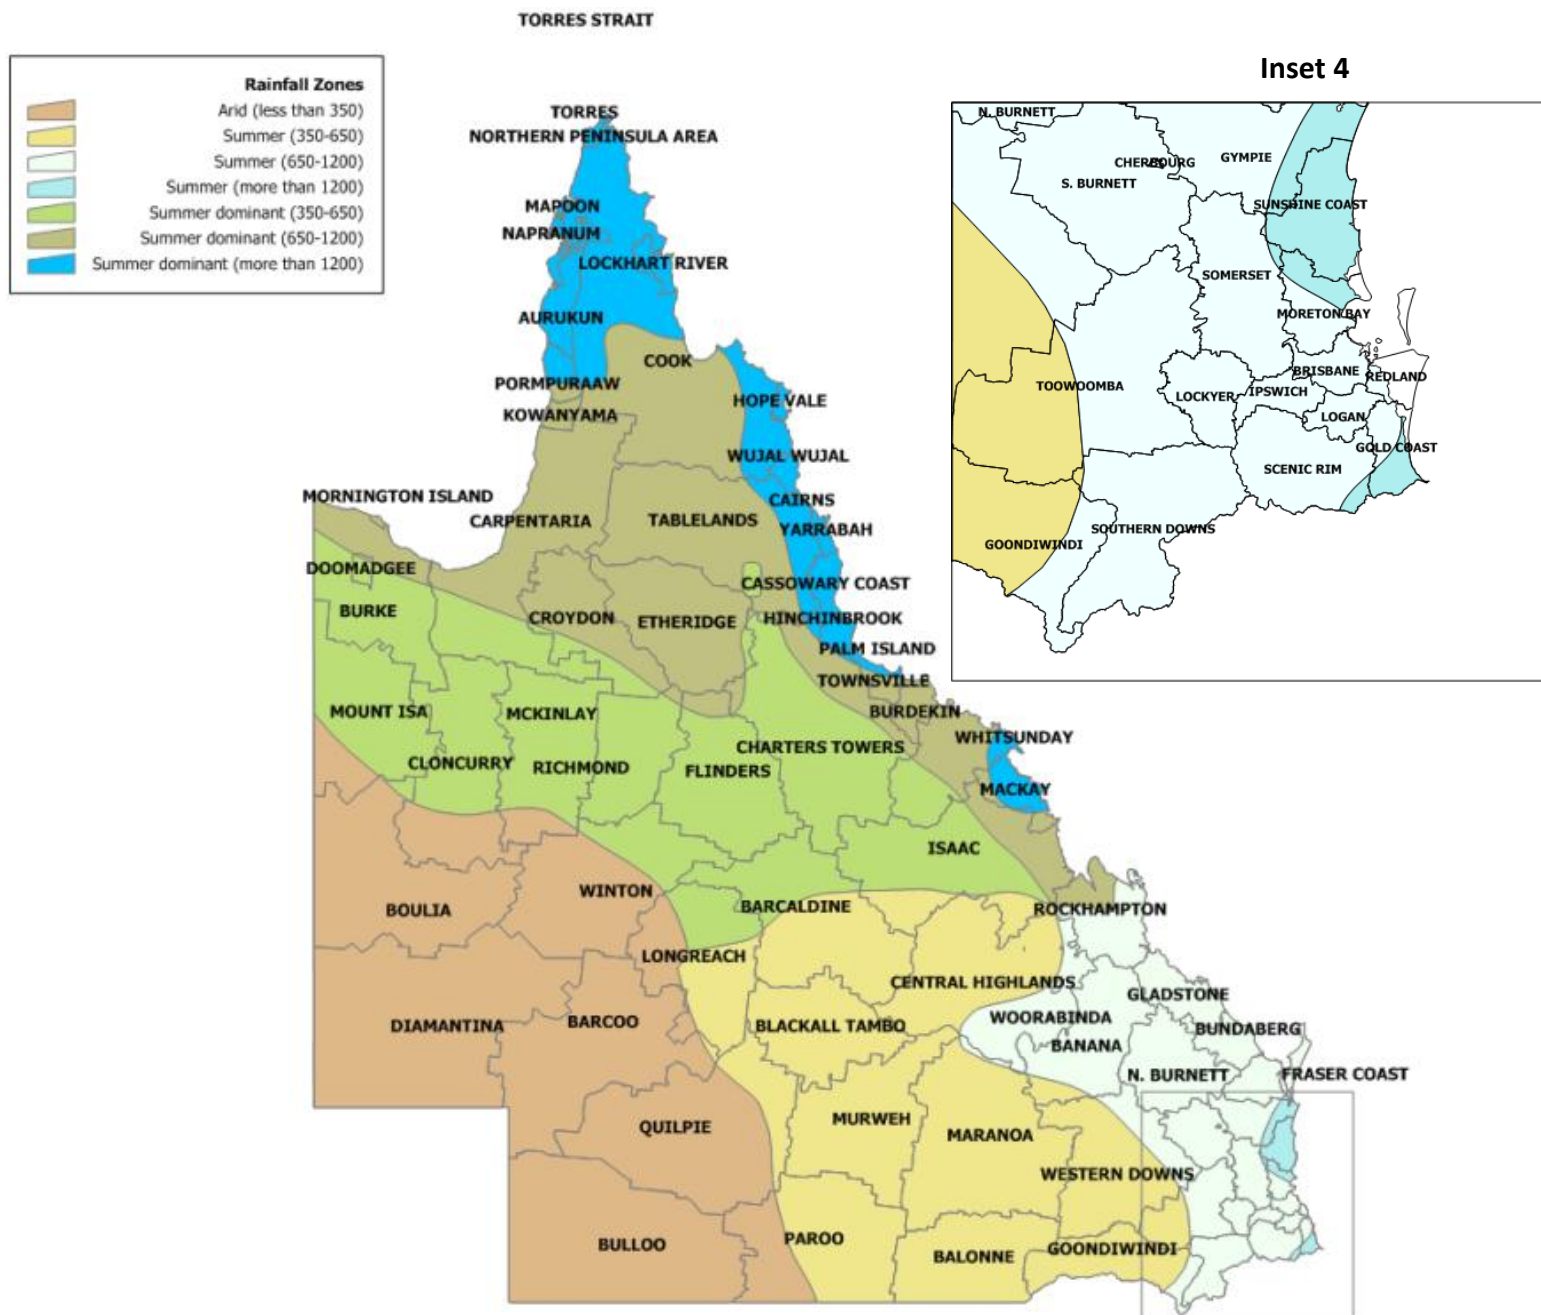 TORRES STRAIT
Rainfall Zones
Arid (less than 350)
Summer (350-650)
Summer (650-1200)
Summer (more than 1200)
Summer dominant (350-650)
Summer dominant (650-1200)
Summer dominant (more than 1200)
TORRES
NORTHERN PENINSULA AREA
MAPOON
NAPRANUM
LOCKHART RIVER
AURUKUN
COOK
PORMPURAAW
KOWANYAMA
HOPE VALE
WUJAL WUJAL
MORNINGTON ISLAND
CARPENTARIA
TABLELANDS
CAIRNS
YARRABAH
DOOMADGEE
BURKE
CROYDON
ETHERIDGE
CASSOWARY COAST
HINCHINBROOK
PALM ISLAND
TOWNSVILLE
BURDEKIN
MOUNT ISA
MCKINLAY
CLONCURRY
RICHMOND
FLINDERS
CHARTERS TOWERS
WHITSUNDAY
MACKAY
ISAAC
WINTON
BOULIA
BARCALDINE
ROCKHAMPTON
LONGREACH
CENTRAL HIGHLANDS
GLADSTONE
DIAMANTINA
BARCOO
BLACKALL TAMBO
WOORABINDA
BANANA
BUNDABERG
N. BURNETT
FRASER COAST
QUILPIE
MURWEH
MARANOA
WESTERN DOWNS
BULLOO
PAROO
BALONNE
GOONDIWINDI
Inset 4
N. BURNETT
CHERBOURG
GYMPIE
S. BURNETT
SUNSHINE COAST
SOMERSET
MORETON BAY
TOOWOOMBA
LOCKYER
IPSWICH
BRISBANE
REDLAND
LOGAN
GOLD COAST
SCENIC RIM
SOUTHERN DOWNS
GOONDIWINDI